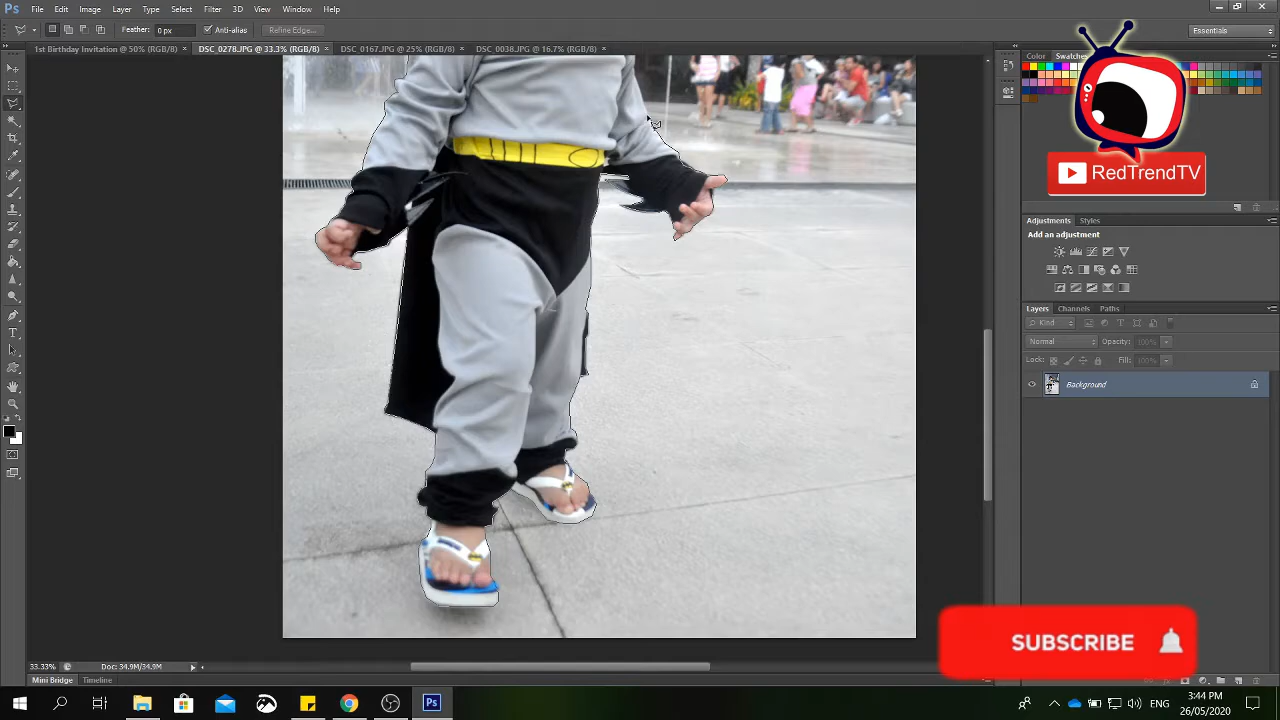 Ps File Edit Image Layer Type Select Filter 3D View Window Help
Feather: 0 px Anti-alias Refine Edge... Essentials
1st Birthday Invitation @ 50% (RGB/8) × DSC_0278.JPG @ 33.3% (RGB/8) × DSC_0167.JPG @ 25% (RGB/8) × DSC_0038.JPG @ 16.7% (RGB/8) ×
Color Swatches
RedTrendTV
Adjustments Styles
Add an adjustment
Layers Channels Paths
Kind
Normal Opacity: 100%
Lock: Fill: 100%
Background
SUBSCRIBE
33.33% Doc: 34.9M/34.9M
Mini Bridge Timeline
Ps
3:44 PM
26/05/2020